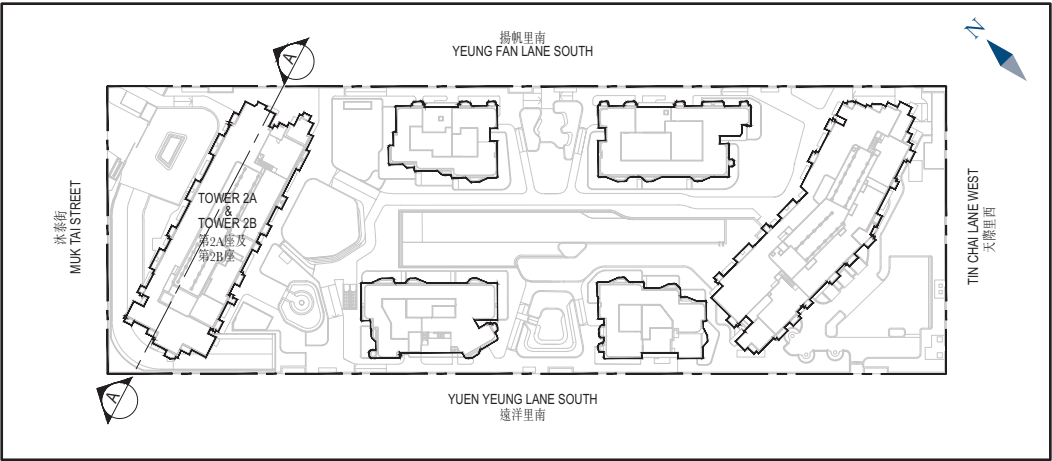 揚帆里南
YEUNG FAN LANE SOUTH
N
A
沐泰街
MUK TAI STREET
TOWER 2A
&
TOWER 2B
第2A座及
第2B座
TIN CHAI LANE WEST
天際里西
A
YUEN YEUNG LANE SOUTH
遠洋里南